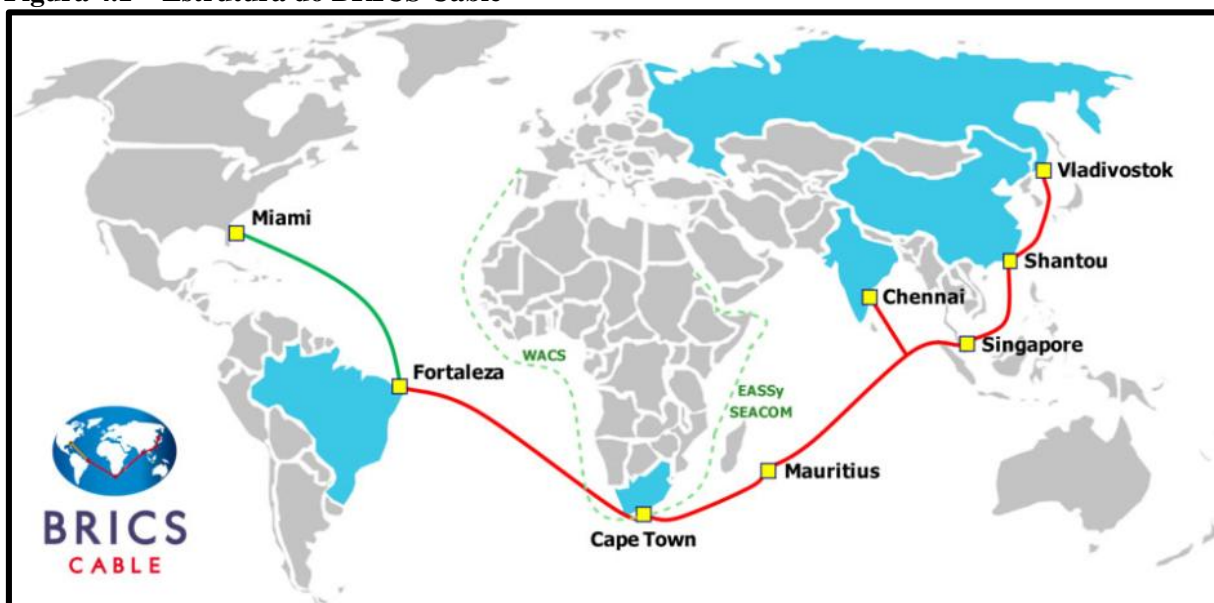 Figura 4.1 – Estrutura do BRICS Cable
Vladivostok
Miami
Shantou
Chennai
Singapore
WACS
Fortaleza
EASSy
SEACOM
Mauritius
BRICS
CABLE
Cape Town